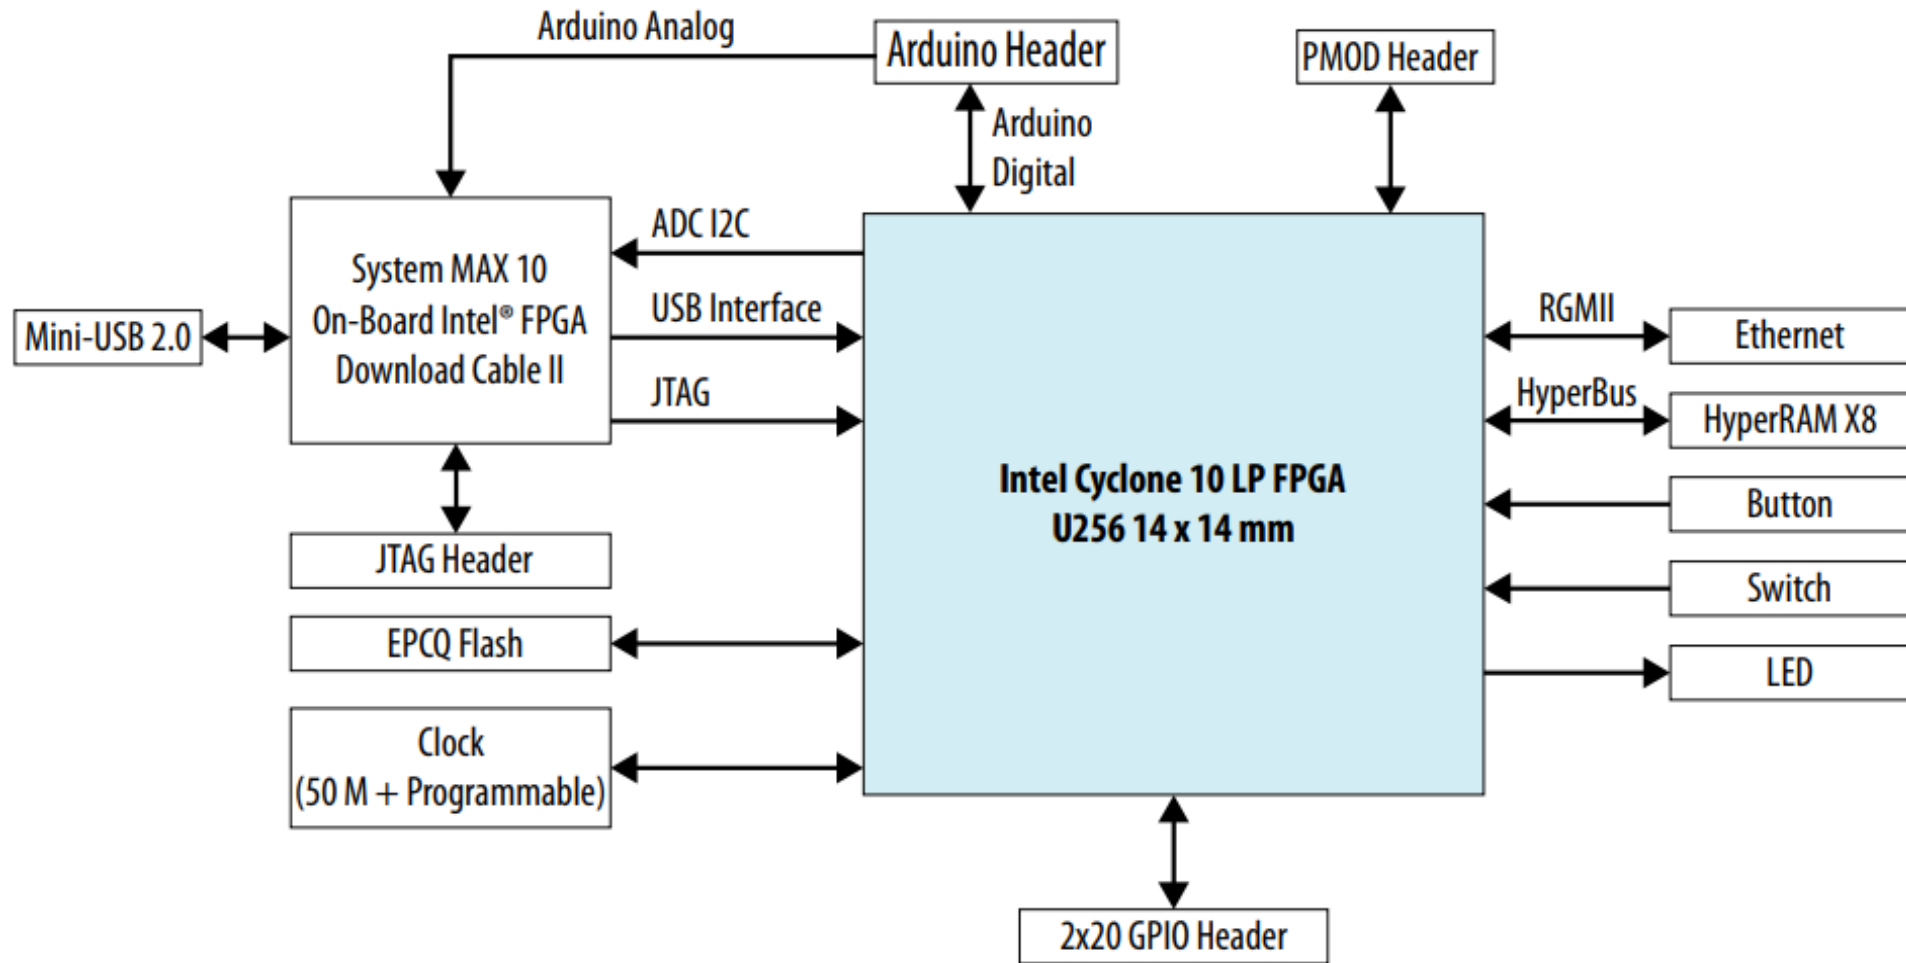 Arduino Analog
Arduino Header
PMOD Header
Arduino
Digital
System MAX 10
On-Board Intel® FPGA
Download Cable II
Mini-USB 2.0
ADC I2C
USB Interface
JTAG
Intel Cyclone 10 LP FPGA
U256 14 x 14 mm
RGMII
Ethernet
HyperBus
HyperRAM X8
Button
Switch
LED
JTAG Header
EPCQ Flash
Clock
(50 M + Programmable)
2x20 GPIO Header